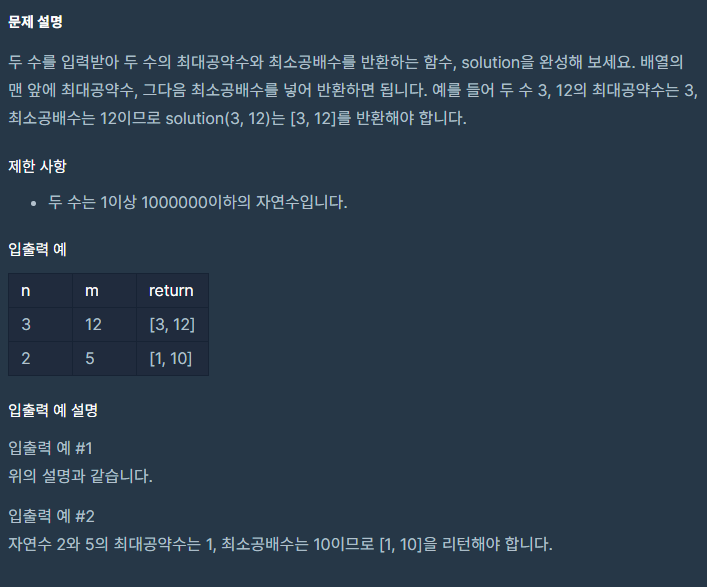 문제 설명
두 수를 입력받아 두 수의 최대공약수와 최소공배수를 반환하는 함수, solution을 완성해 보세요. 배열의
맨 앞에 최대공약수, 그다음 최소공배수를 넣어 반환하면 됩니다. 예를 들어 두 수 3, 12의 최대공약수는 3,
최소공배수는 12이므로 solution(3, 12)는 [3, 12]를 반환해야 합니다.
제한 사항
• 두 수는 1이상 1000000이하의 자연수입니다.
입출력 예
n m return
3 12 [3, 12]
2 5 [1, 10]
입출력 예 설명
입출력 예 #1
위의 설명과 같습니다.
입출력 예 #2
자연수 2와 5의 최대공약수는 1, 최소공배수는 10이므로 [1, 10]을 리턴해야 합니다.